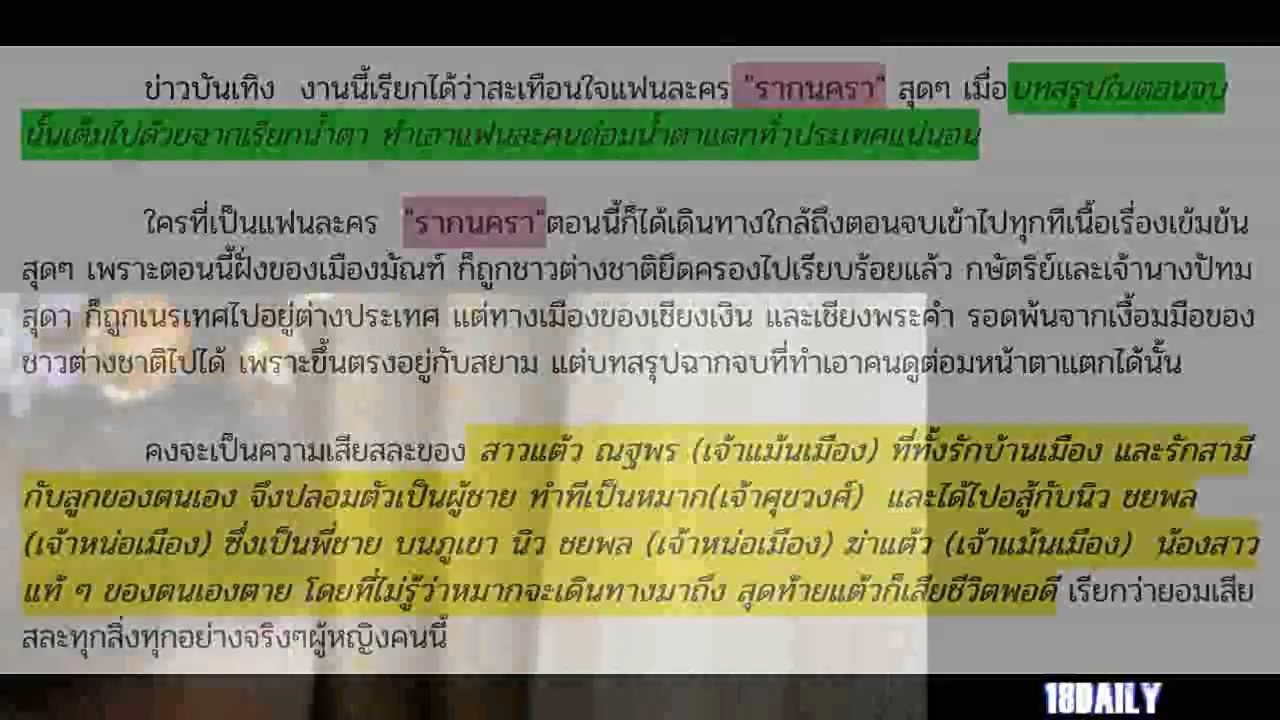 ข่าวบันเทิง งานนี้เรียกได้ว่าสะเทือนใจแฟนละคร "รากนครา" สุดๆ เมื่อบทสรุปในตอนจบ
นั้นเต็มไปด้วยฉากเรียกน้ำตา ทำเอาแฟนละคนต่อมน้ำตาแตกทั่วประเทศแน่นอน
ใครที่เป็นแฟนละคร "รากนครา"ตอนนี้ก็ได้เดินทางใกล้ถึงตอนจบเข้าไปทุกทีเนื้อเรื่องเข้มข้น
สุดๆ เพราะตอนนี้ฝั่งของเมืองมัณฑ์ ก็ถูกชาวต่างชาติยึดครองไปเรียบร้อยแล้ว กษัตริย์และเจ้านางปัทม
สุดา ก็ถูกเนรเทศไปอยู่ต่างประเทศ แต่ทางเมืองของเชียงเงิน และเชียงพระคำ รอดพ้นจากเงื้อมมือของ
ชาวต่างชาติไปได้ เพราะขึ้นตรงอยู่กับสยาม แต่บทสรุปฉากจบที่ทำเอาคนดูต่อมหน้าตาแตกได้นั้น
คงจะเป็นความเสียสละของ สาวแต้ว ณฐพร (เจ้าแม้นเมือง) ที่ทั้งรักบ้านเมือง และรักสามี
กับลูกของตนเอง จึงปลอมตัวเป็นผู้ชาย ทำทีเป็นหมาก(เจ้าศุขวงศ์) และได้ไปอสู้กับนิว ชยพล
(เจ้าหน่อเมือง) ซึ่งเป็นพี่ชาย บนภูเขา นิว ชยพล (เจ้าหน่อเมือง) ฆ่าแต้ว (เจ้าแม้นเมือง) น้องสาว
แท้ ๆ ของตนเองตาย โดยที่ไม่รู้ว่าหมากจะเดินทางมาถึง สุดท้ายแต้วก็เสียชีวิตพอดี เรียกว่ายอมเสีย
สละทุกสิ่งทุกอย่างจริงๆผู้หญิงคนนี้
18DAILY